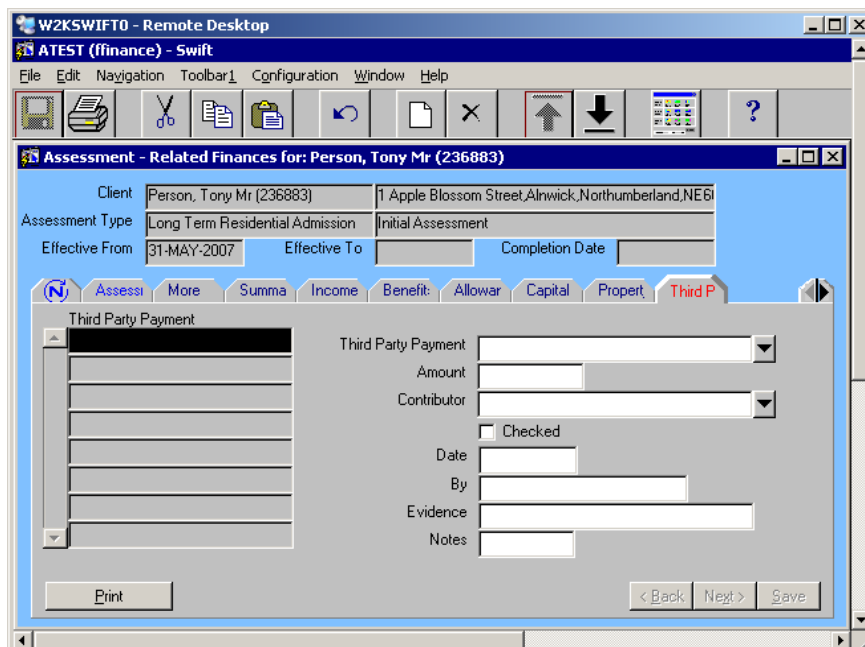 W2KSWIFT0 - Remote Desktop
ATEST (ffinance) - Swift
File Edit Navigation Toolbar1 Configuration Window Help
?
Assessment - Related Finances for: Person, Tony Mr (236883)
Client Person, Tony Mr (236883) 1 Apple Blossom Street,Alnwick,Northumberland,NE6
Assessment Type Long Term Residential Admission Initial Assessment
Effective From 31-MAY-2007 Effective To Completion Date
N Assessi More Summa Income Benefit: Allowar Capital Propert Third P
Third Party Payment
Third Party Payment
Amount
Contributor
Checked
Date
By
Evidence
Notes
Print < Back Next > Save